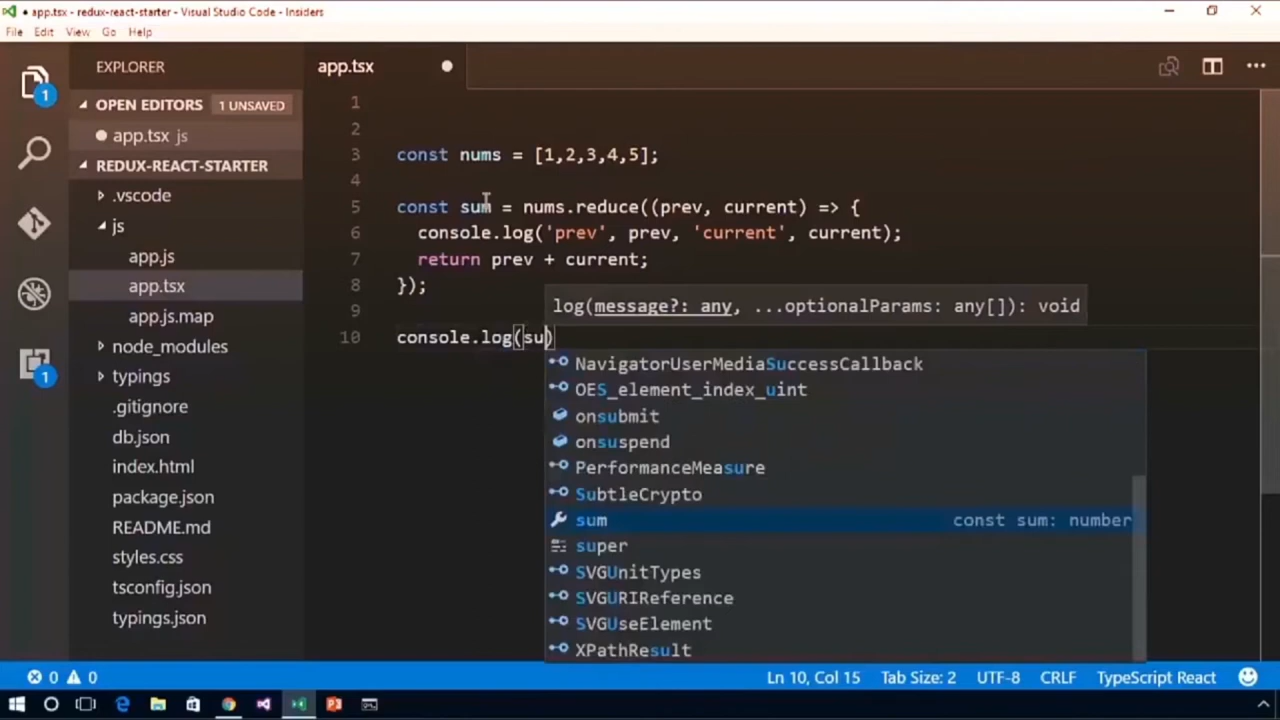 ● app.tsx - redux-react-starter - Visual Studio Code - Insiders
File Edit View Go Help
EXPLORER
OPEN EDITORS 1 UNSAVED
app.tsx js
REDUX-REACT-STARTER
.vscode
js
app.js
app.tsx
app.js.map
node_modules
typings
.gitignore
db.json
index.html
package.json
README.md
styles.css
tsconfig.json
typings.json
1
1
app.tsx
1
2
3 const nums = [1,2,3,4,5];
4
5 const sum = nums.reduce((prev, current) => {
6 console.log('prev', prev, 'current', current);
7 return prev + current;
8 });
9
log(message?: any, ...optionalParams: any[]): void
10 console.log(su)
NavigatorUserMediaSuccessCallback
OES_element_index_uint
onsubmit
onsuspend
PerformanceMeasure
SubtleCrypto
sum const sum: number
super
SVGUnitTypes
SVGURIReference
SVGUseElement
XPathResult
0 0 Ln 10, Col 15 Tab Size: 2 UTF-8 CRLF TypeScript React